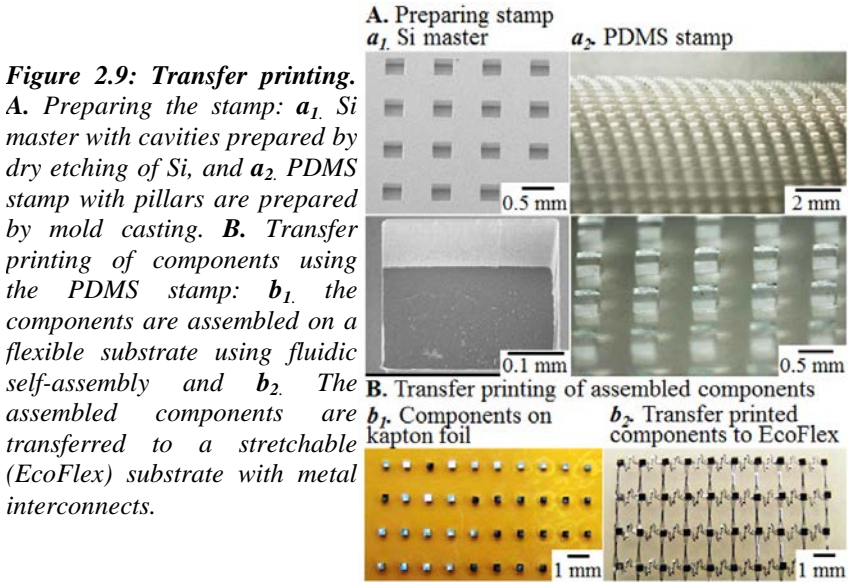 Figure 2.9: Transfer printing.
A. Preparing the stamp: a1. Si
master with cavities prepared by
dry etching of Si, and a2. PDMS
stamp with pillars are prepared
by mold casting. B. Transfer
printing of components using
the PDMS stamp: b1. the
components are assembled on a
flexible substrate using fluidic
self-assembly and b2. The
assembled components are
transferred to a stretchable
(EcoFlex) substrate with metal
interconnects.
A. Preparing stamp
a1. Si master
a2. PDMS stamp
0.5 mm
2 mm
0.1 mm
0.5 mm
B. Transfer printing of assembled components
b1. Components on
kapton foil
b2. Transfer printed
components to EcoFlex
1 mm
1 mm